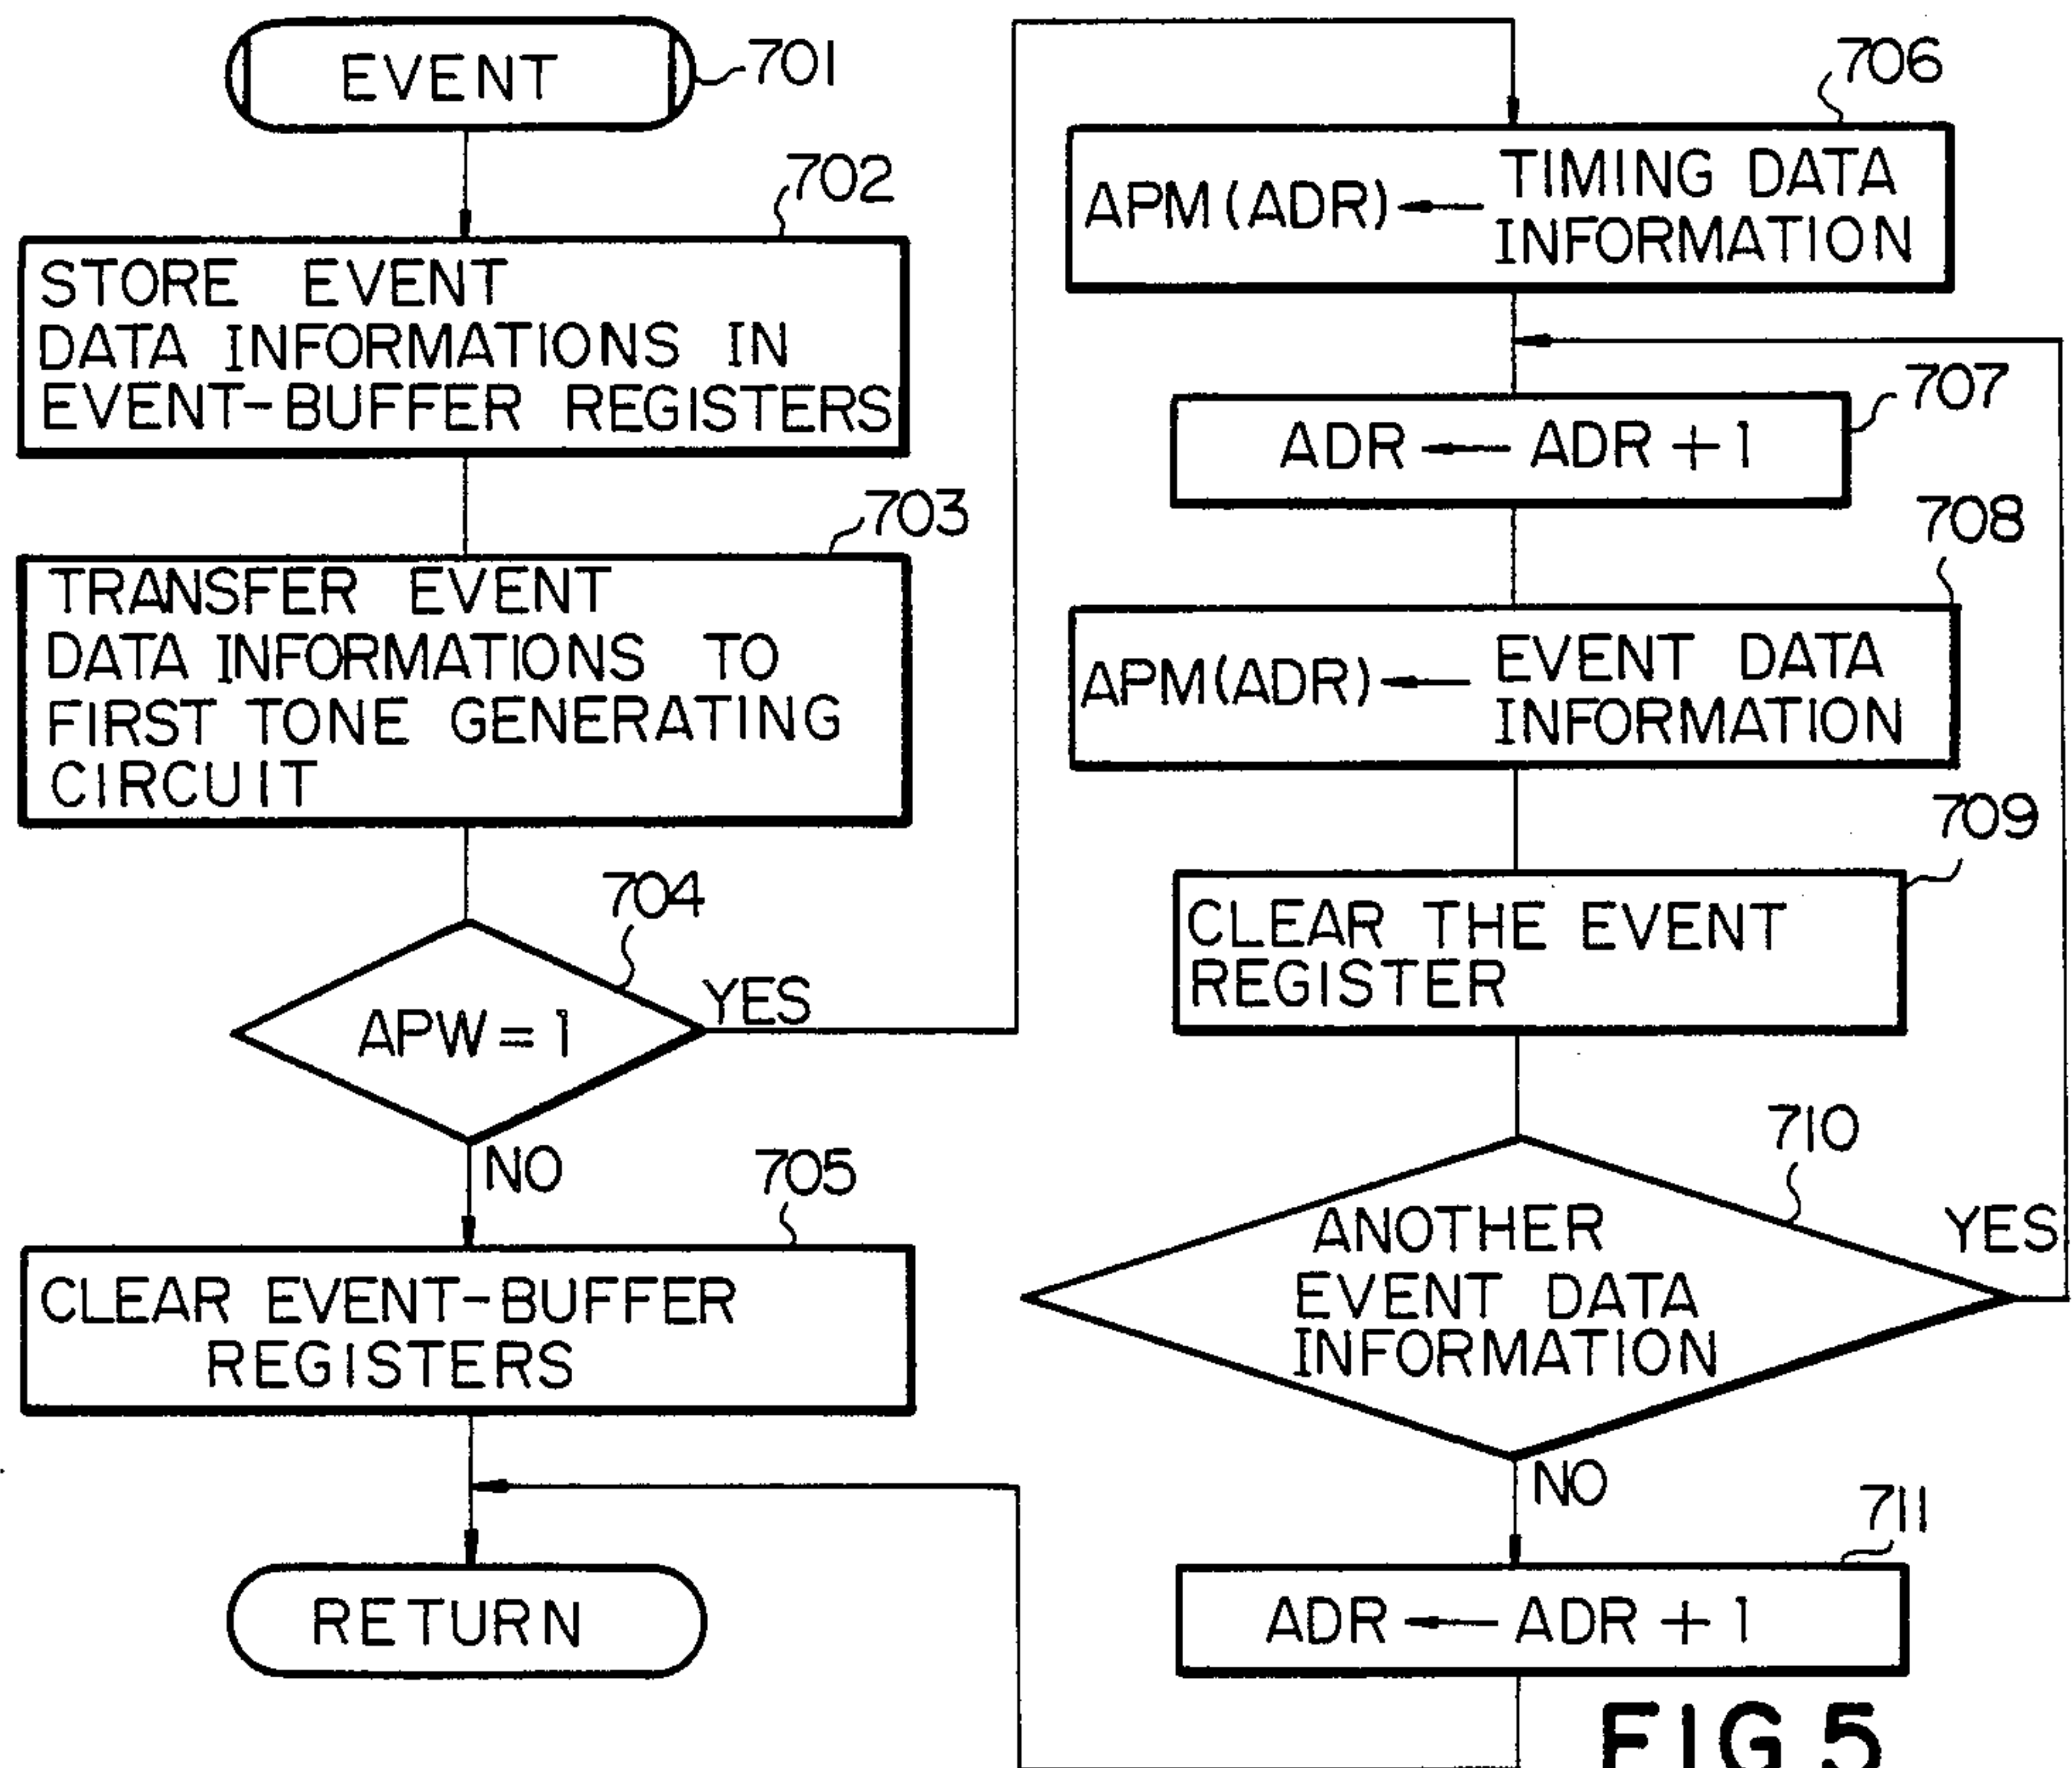 EVENT
701
702
STORE EVENT
DATA INFORMATIONS IN
EVENT-BUFFER REGISTERS
703
TRANSFER EVENT
DATA INFORMATIONS TO
FIRST TONE GENERATING
CIRCUIT
704
APW = 1
YES
NO
705
CLEAR EVENT-BUFFER
REGISTERS
RETURN
706
APM(ADR) ← TIMING DATA
INFORMATION
707
ADR ← ADR + 1
708
APM(ADR) ← EVENT DATA
INFORMATION
709
CLEAR THE EVENT
REGISTER
710
ANOTHER
EVENT DATA
INFORMATION
YES
NO
711
ADR ← ADR + 1
FIG.5